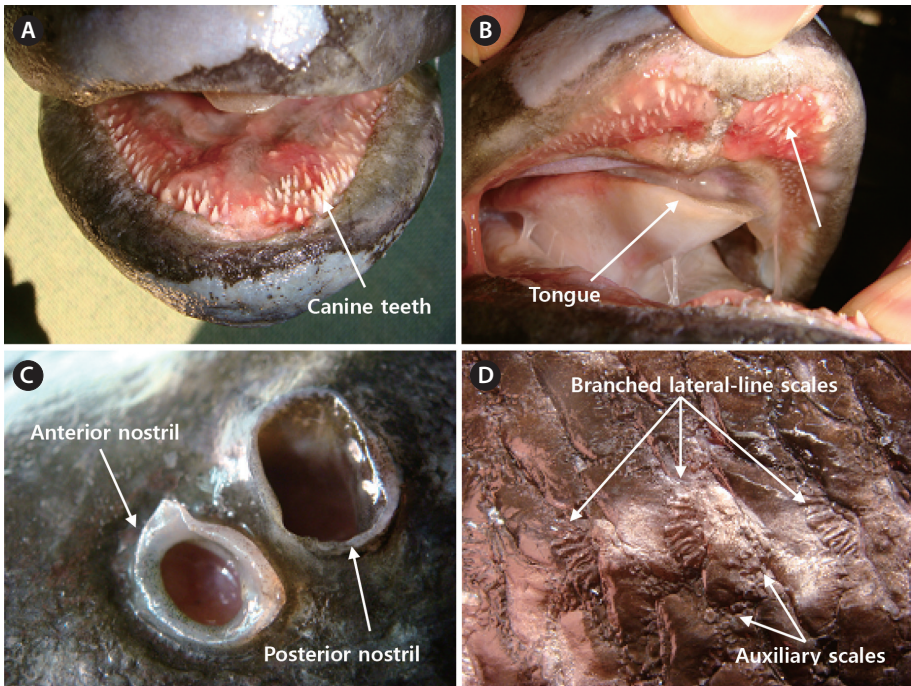 A
Canine teeth
B
Tongue
C
Anterior nostril
Posterior nostril
D
Branched lateral-line scales
Auxiliary scales